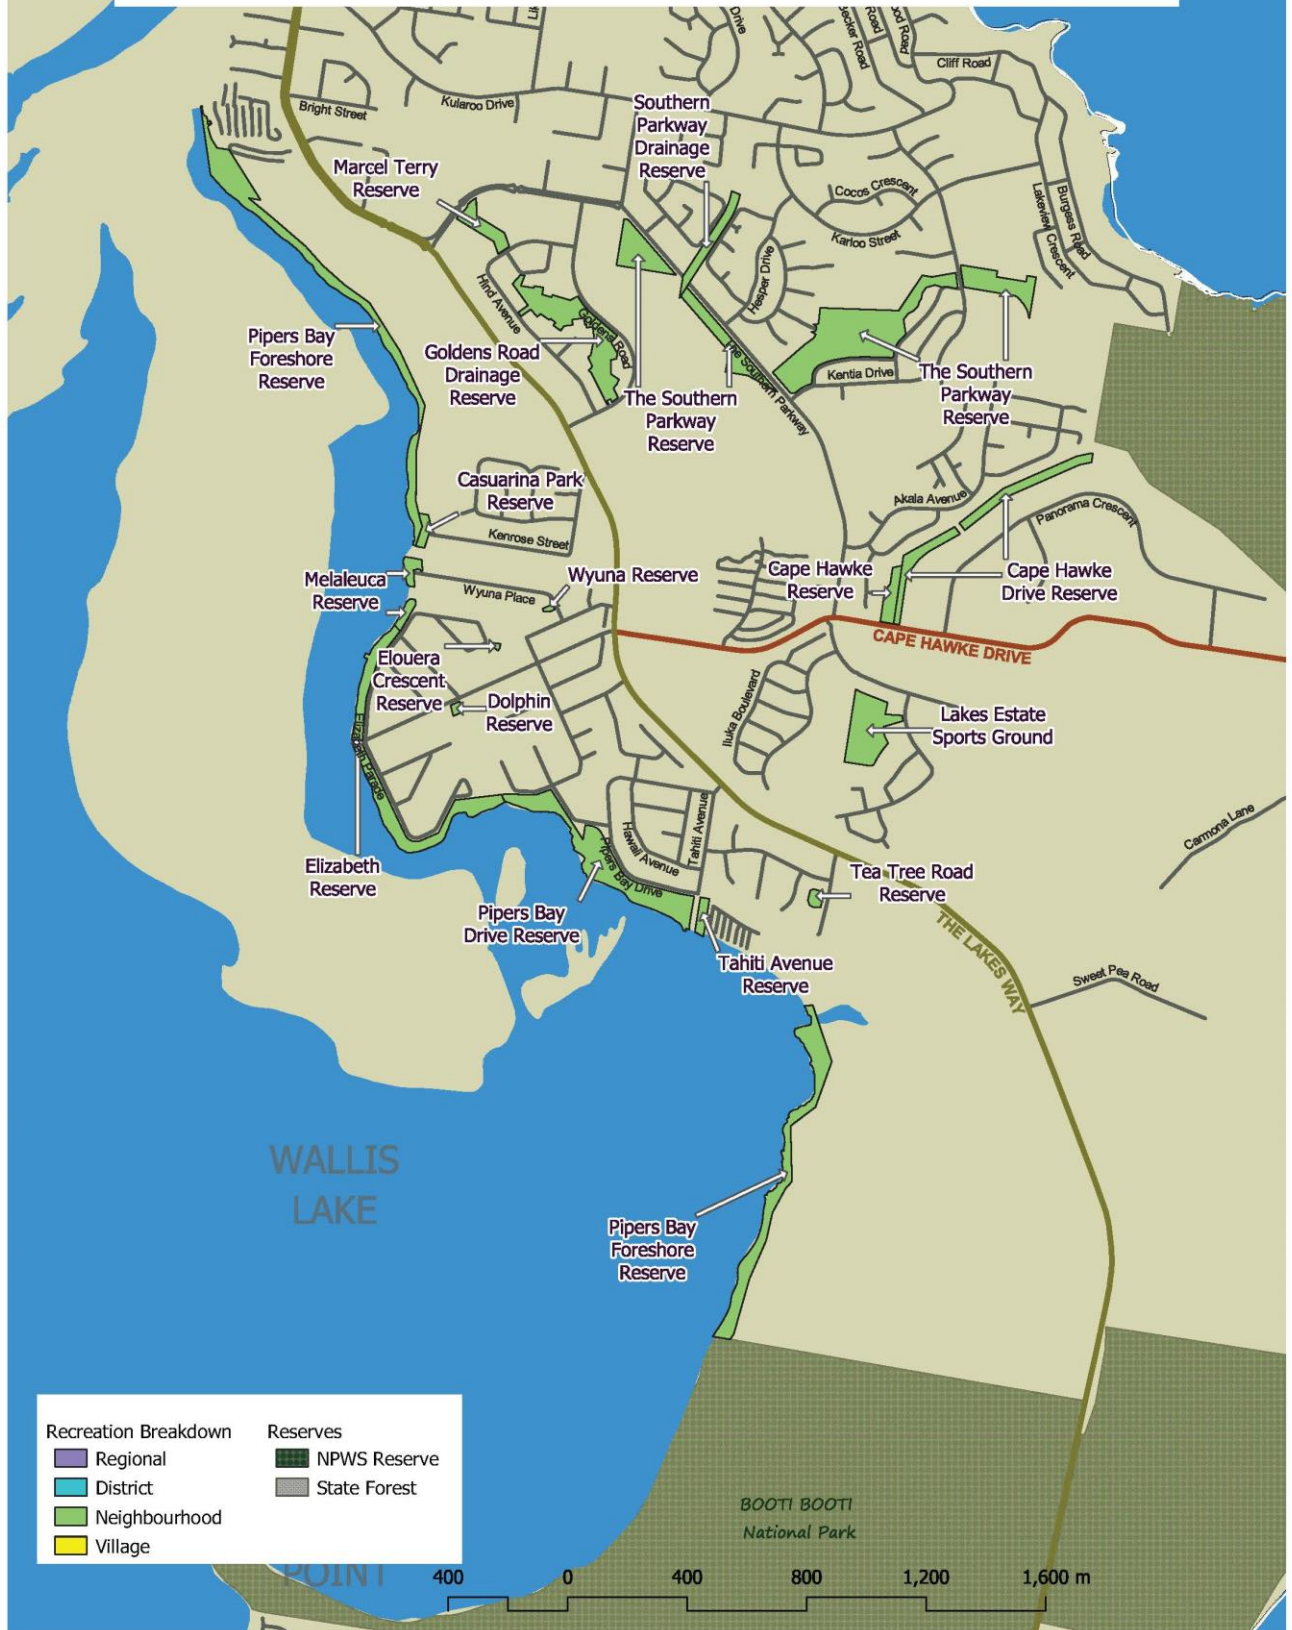 Drive
Becker Road
Cliff Road
Bright Street
Kularoo Drive
Southern
Parkway
Drainage
Reserve
Marcel Terry
Reserve
Cocos Crescent
Karloo Street
Lakeview Crescent
Burgess Road
Hesper Drive
Hind Avenue
Goldens Road
Pipers Bay
Foreshore
Reserve
Goldens Road
Drainage
Reserve
The Southern Parkway
Kentia Drive
The Southern
Parkway
Reserve
The Southern
Parkway
Reserve
Casuarina Park
Reserve
Kenrose Street
Akala Avenue
Panorama Crescent
Melaleuca
Reserve
Wyuna Place
Wyuna Reserve
Cape Hawke
Reserve
Cape Hawke
Drive Reserve
CAPE HAWKE DRIVE
Elouera
Crescent
Reserve
Dolphin
Reserve
Iluka Boulevard
Lakes Estate
Sports Ground
Elizabeth Parade
Elizabeth
Reserve
Hawaii Avenue
Tahiti Avenue
Pipers Bay Drive
Carmona Lane
Tea Tree Road
Reserve
Pipers Bay
Drive Reserve
THE LAKES WAY
Tahiti Avenue
Reserve
Sweet Pea Road
WALLIS
LAKE
Pipers Bay
Foreshore
Reserve
Recreation Breakdown
Regional
District
Neighbourhood
Village
Reserves
NPWS Reserve
State Forest
BOOTI BOOTI
National Park
POINT
400 0 400 800 1,200 1,600 m